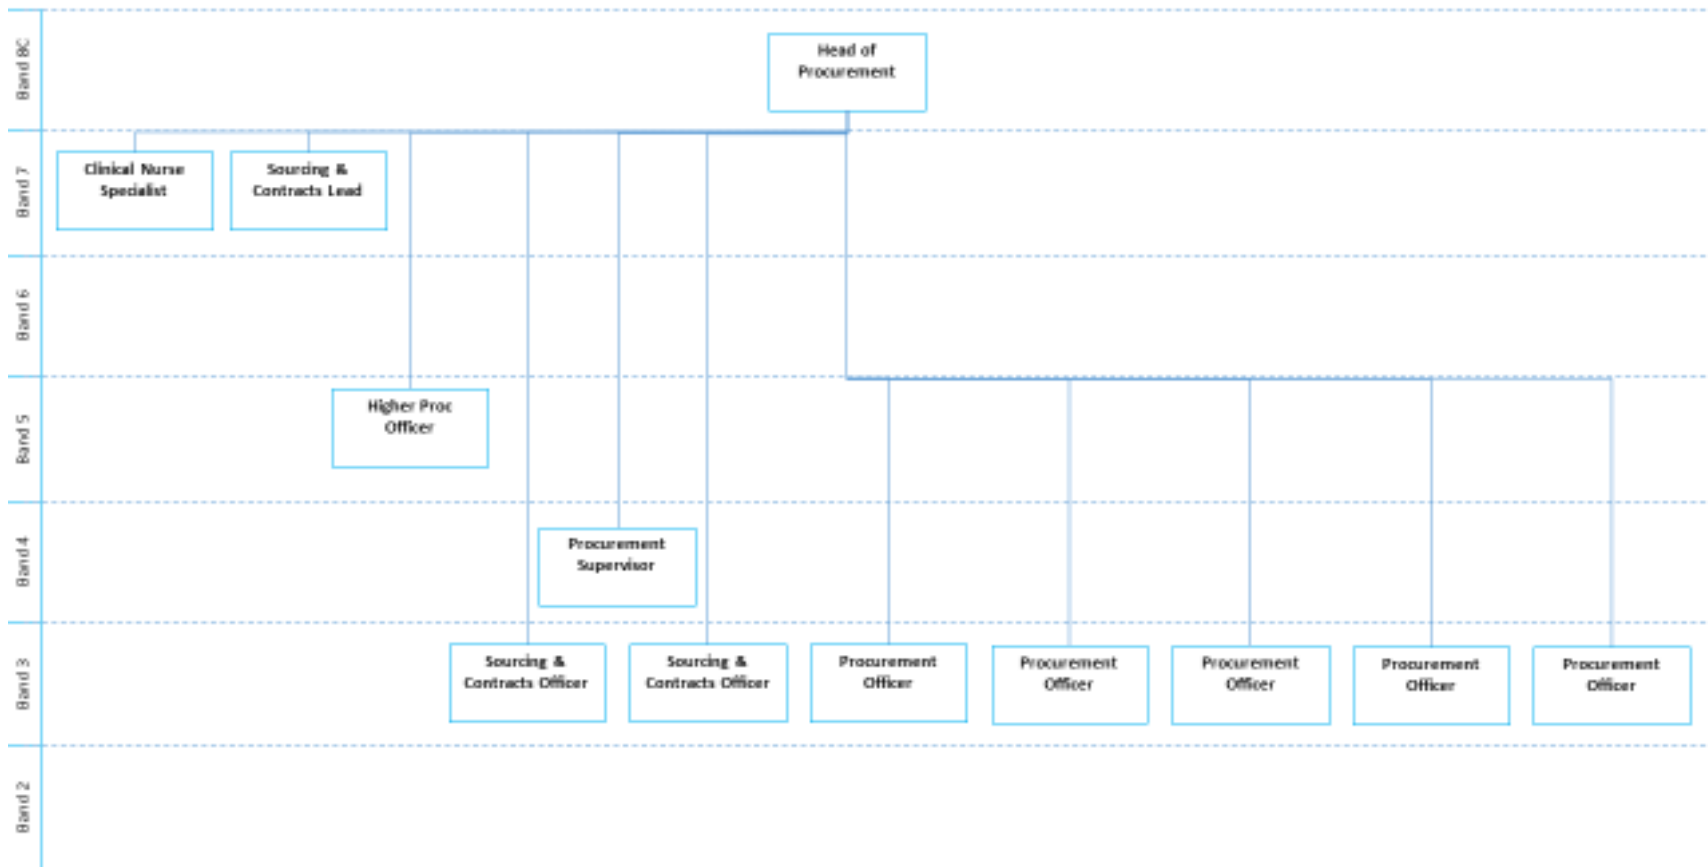 Band 8C
Head of
Procurement
Band 7
Clinical Nurse
Specialist
Sourcing &
Contracts Lead
Band 6
Band 5
Higher Proc
Officer
Band 4
Procurement
Supervisor
Band 3
Sourcing &
Contracts Officer
Sourcing &
Contracts Officer
Procurement
Officer
Procurement
Officer
Procurement
Officer
Procurement
Officer
Procurement
Officer
Band 2